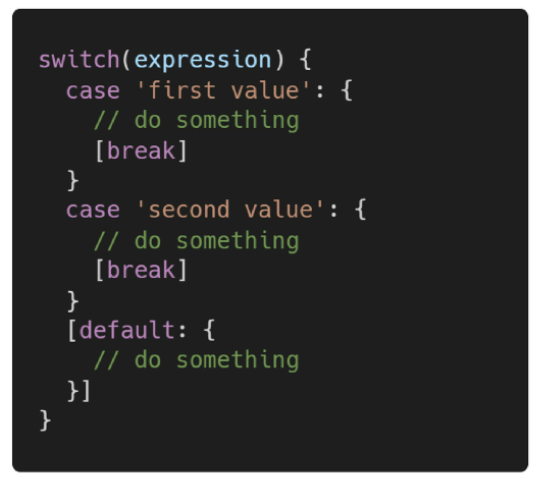 switch(expression) {
  case 'first value': {
    // do something
    [break]
  }
  case 'second value': {
    // do something
    [break]
  }
  [default: {
    // do something
  }]
}